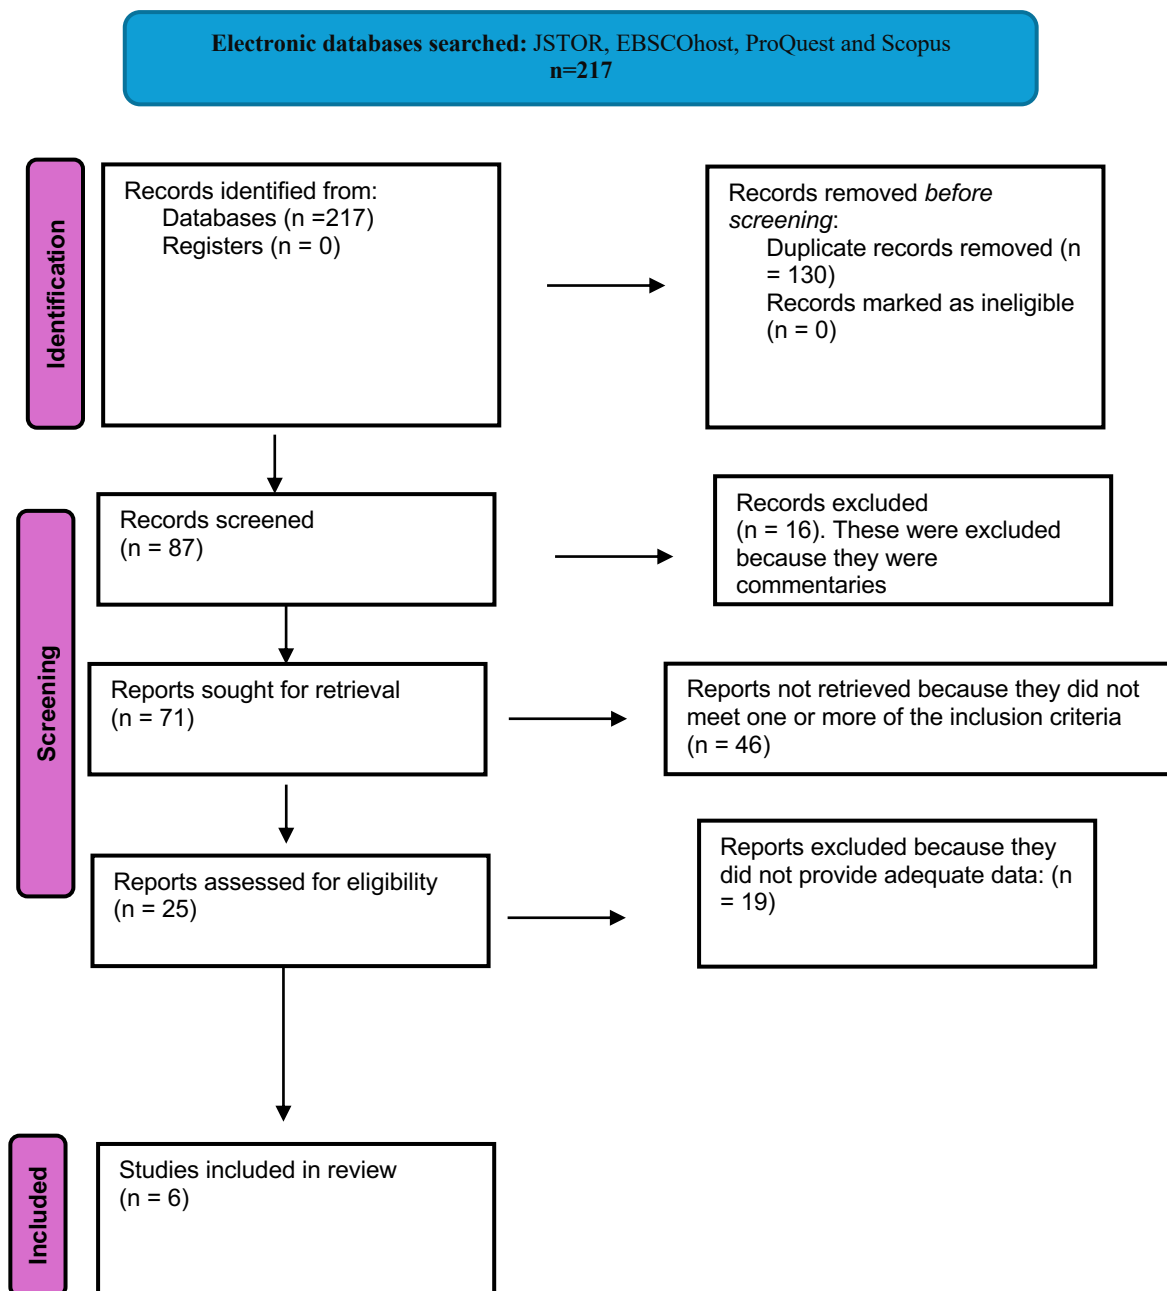 Electronic databases searched: JSTOR, EBSCOhost, ProQuest and Scopus
n=217
Identification
Records identified from:
Databases (n =217)
Registers (n = 0)
Records removed before
screening:
Duplicate records removed (n
= 130)
Records marked as ineligible
(n = 0)
Screening
Records screened
(n = 87)
Records excluded
(n = 16). These were excluded
because they were
commentaries
Reports sought for retrieval
(n = 71)
Reports not retrieved because they did not
meet one or more of the inclusion criteria
(n = 46)
Reports assessed for eligibility
(n = 25)
Reports excluded because they
did not provide adequate data: (n
= 19)
Included
Studies included in review
(n = 6)